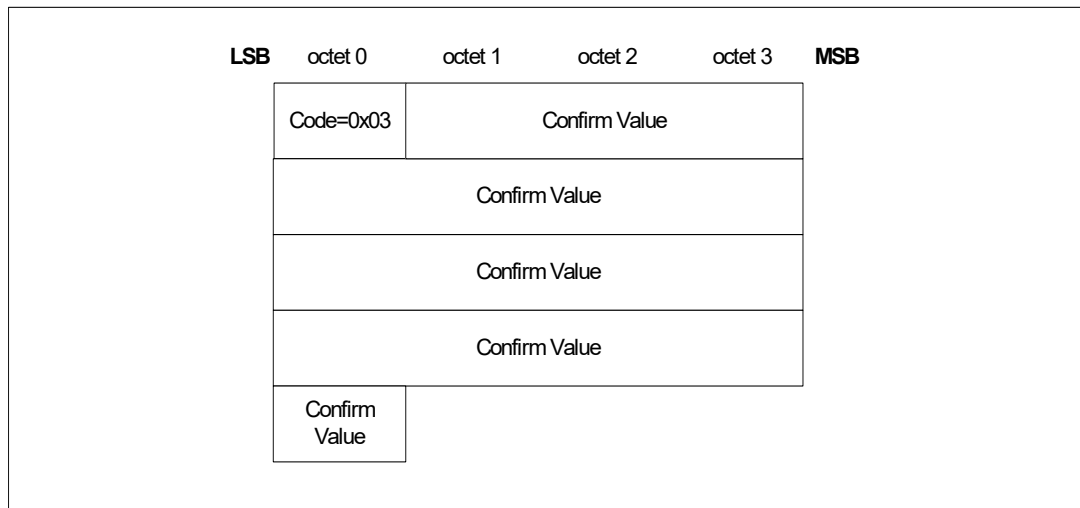 LSB octet 0 octet 1 octet 2 octet 3 MSB
Code=0x03 Confirm Value
Confirm Value
Confirm Value
Confirm Value
Confirm
Value